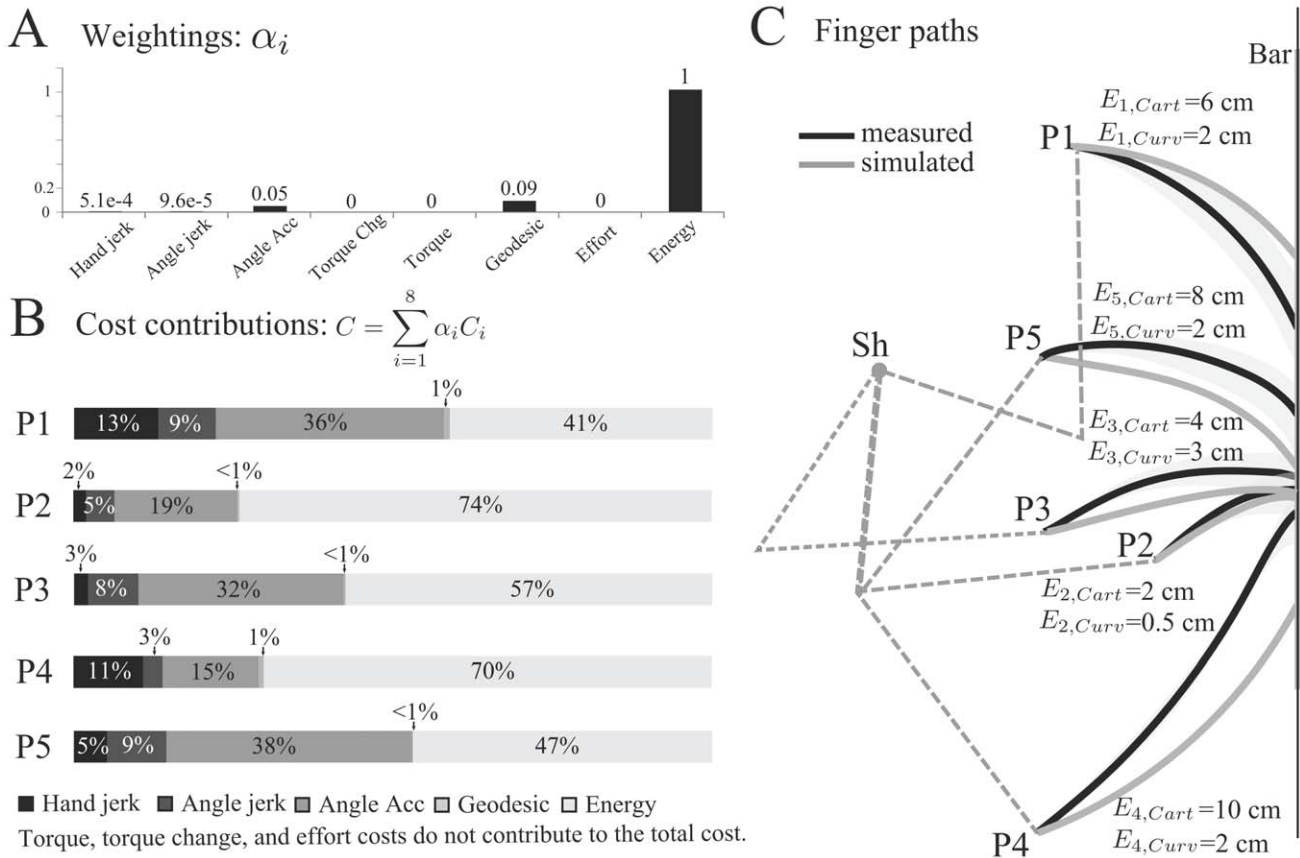 A Weightings: αᵢ
1
0.2
0
5.1e-4 9.6e-5 0.05 0 0 0.09 0 1
Hand jerk Angle jerk Angle Acc Torque Chg Torque Geodesic Effort Energy
B Cost contributions: C = ∑⁸ᵢ₌₁ αᵢCᵢ
1%
P1 13% 9% 36% 41%
2% <1%
P2 5% 19% 74%
3% <1%
P3 8% 32% 57%
3% 1%
P4 11% 15% 70%
<1%
P5 5% 9% 38% 47%
Hand jerk Angle jerk Angle Acc Geodesic Energy
Torque, torque change, and effort costs do not contribute to the total cost.
C Finger paths
Bar
measured
simulated
E₁,Cart=6 cm
P1 E₁,Curv=2 cm
E₅,Cart=8 cm
P5 E₅,Curv=2 cm
Sh
E₃,Cart=4 cm
E₃,Curv=3 cm
P3
P2
E₂,Cart=2 cm
E₂,Curv=0.5 cm
E₄,Cart=10 cm
P4 E₄,Curv=2 cm